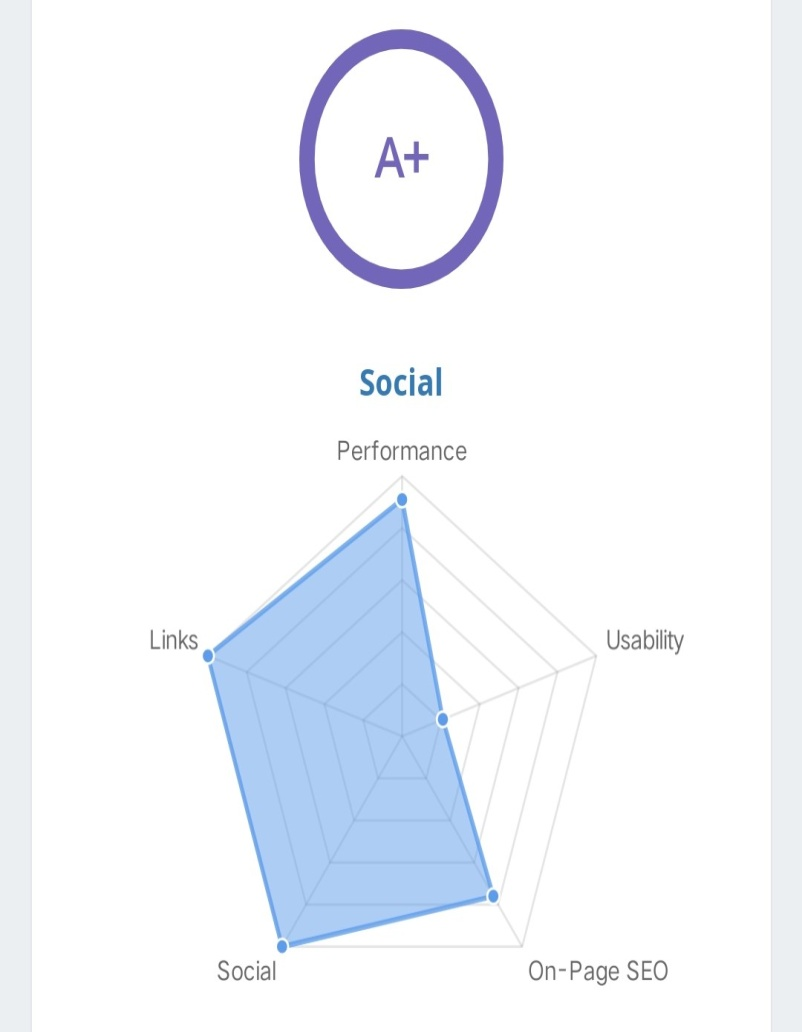 A+
Social
Performance
Links
Usability
Social
On-Page SEO